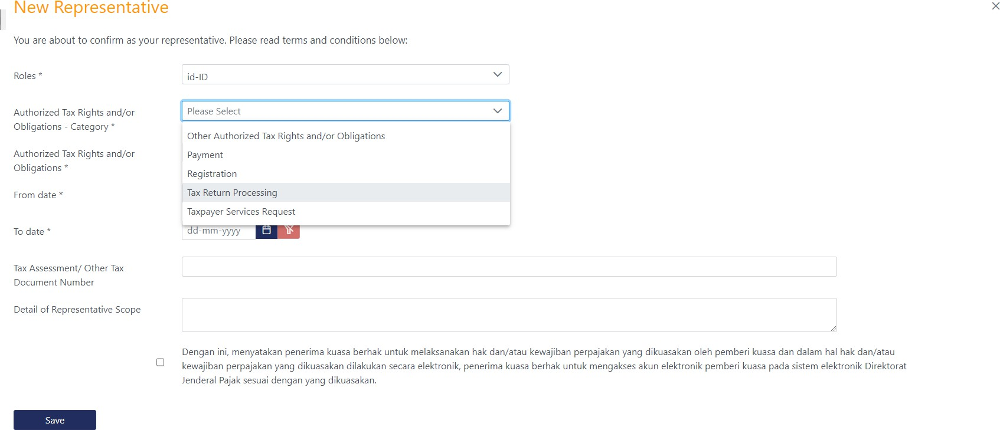 New Representative
You are about to confirm as your representative. Please read terms and conditions below:
Roles *
id-ID
Authorized Tax Rights and/or
Obligations - Category *
Please Select
Other Authorized Tax Rights and/or Obligations
Payment
Registration
Tax Return Processing
Taxpayer Services Request
Authorized Tax Rights and/or
Obligations *
From date *
To date *
dd-mm-yyyy
Tax Assessment/ Other Tax
Document Number
Detail of Representative Scope
Dengan ini, menyatakan penerima kuasa berhak untuk melaksanakan hak dan/atau kewajiban perpajakan yang dikuasakan oleh pemberi kuasa dan dalam hal hak dan/atau
kewajiban perpajakan yang dikuasakan dilakukan secara elektronik, penerima kuasa berhak untuk mengakses akun elektronik pemberi kuasa pada sistem elektronik Direktorat
Jenderal Pajak sesuai dengan yang dikuasakan.
Save